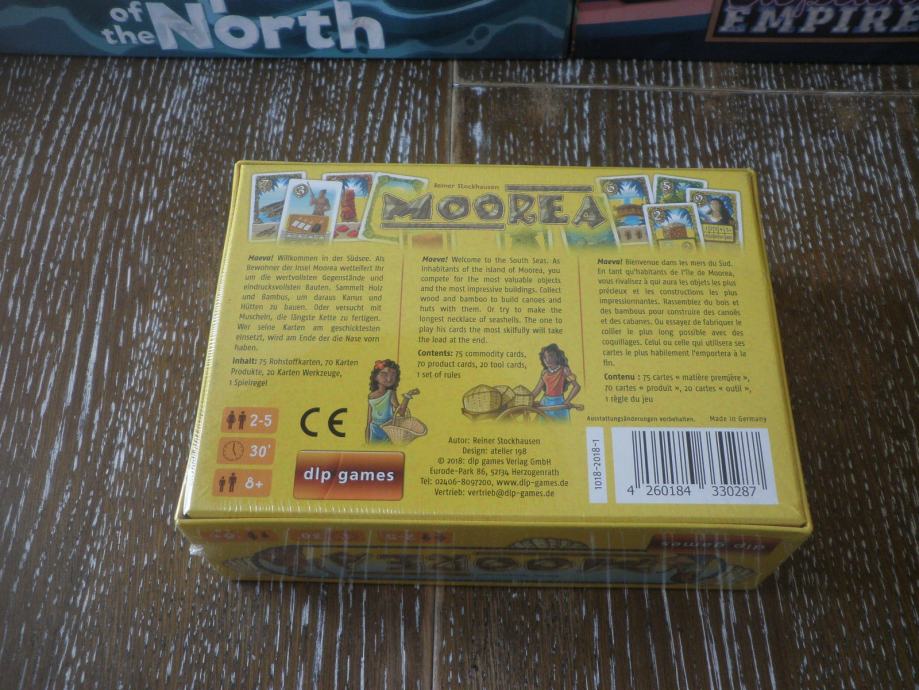 of
the North
EMPIRE
Reiner Stockhausen
MOOREA
Maeva! Willkommen in der Südsee. Als
Bewohner der Insel Moorea wetteifert Ihr
um die wertvollsten Gegenstände und
eindrucksvollsten Bauten. Sammelt Holz
und Bambus, um daraus Kanus und
Hütten zu bauen. Oder versucht mit
Muscheln, die längste Kette zu fertigen.
Wer seine Karten am geschicktesten
einsetzt, wird am Ende der die Nase vorn
haben.
Inhalt: 75 Rohstoffkarten, 70 Karten
Produkte, 20 Karten Werkzeuge,
1 Spielregel
Maeva! Welcome to the South Seas. As
inhabitants of the island of Moorea, you
compete for the most valuable objects
and the most impressive buildings. Collect
wood and bamboo to build canoes and
huts with them. Or try to make the
longest necklace of seashells. The one to
play his cards the most skilfully will take
the lead at the end.
Contents: 75 commodity cards,
70 product cards, 20 tool cards,
1 set of rules
Maeva! Bienvenue dans les mers du Sud.
En tant qu'habitants de l'île de Moorea,
vous rivalisez à qui aura les objets les plus
précieux et les constructions les plus
impressionnantes. Rassemblez du bois et
des bambous pour construire des canoës
et des cabanes. Ou essayez de fabriquer le
collier le plus long possible avec des
coquillages. Celui ou celle qui utilisera ses
cartes le plus habilement l'emportera à la
fin.
Contenu : 75 cartes « matière première »,
70 cartes « produit », 20 cartes « outil »,
1 règle du jeu
Ausstattungsänderungen vorbehalten. Made in Germany
2-5
30'
8+
CE
dlp games
Autor: Reiner Stockhausen
Design: atelier 198
© 2018: dlp games Verlag GmbH
Eurode-Park 86, 52134 Herzogenrath
Tel: 02406-8097200, www.dlp-games.de
Vertrieb: vertrieb@dlp-games.de
1018-2018-1
4 260184 330287
MOOREA
dlp games